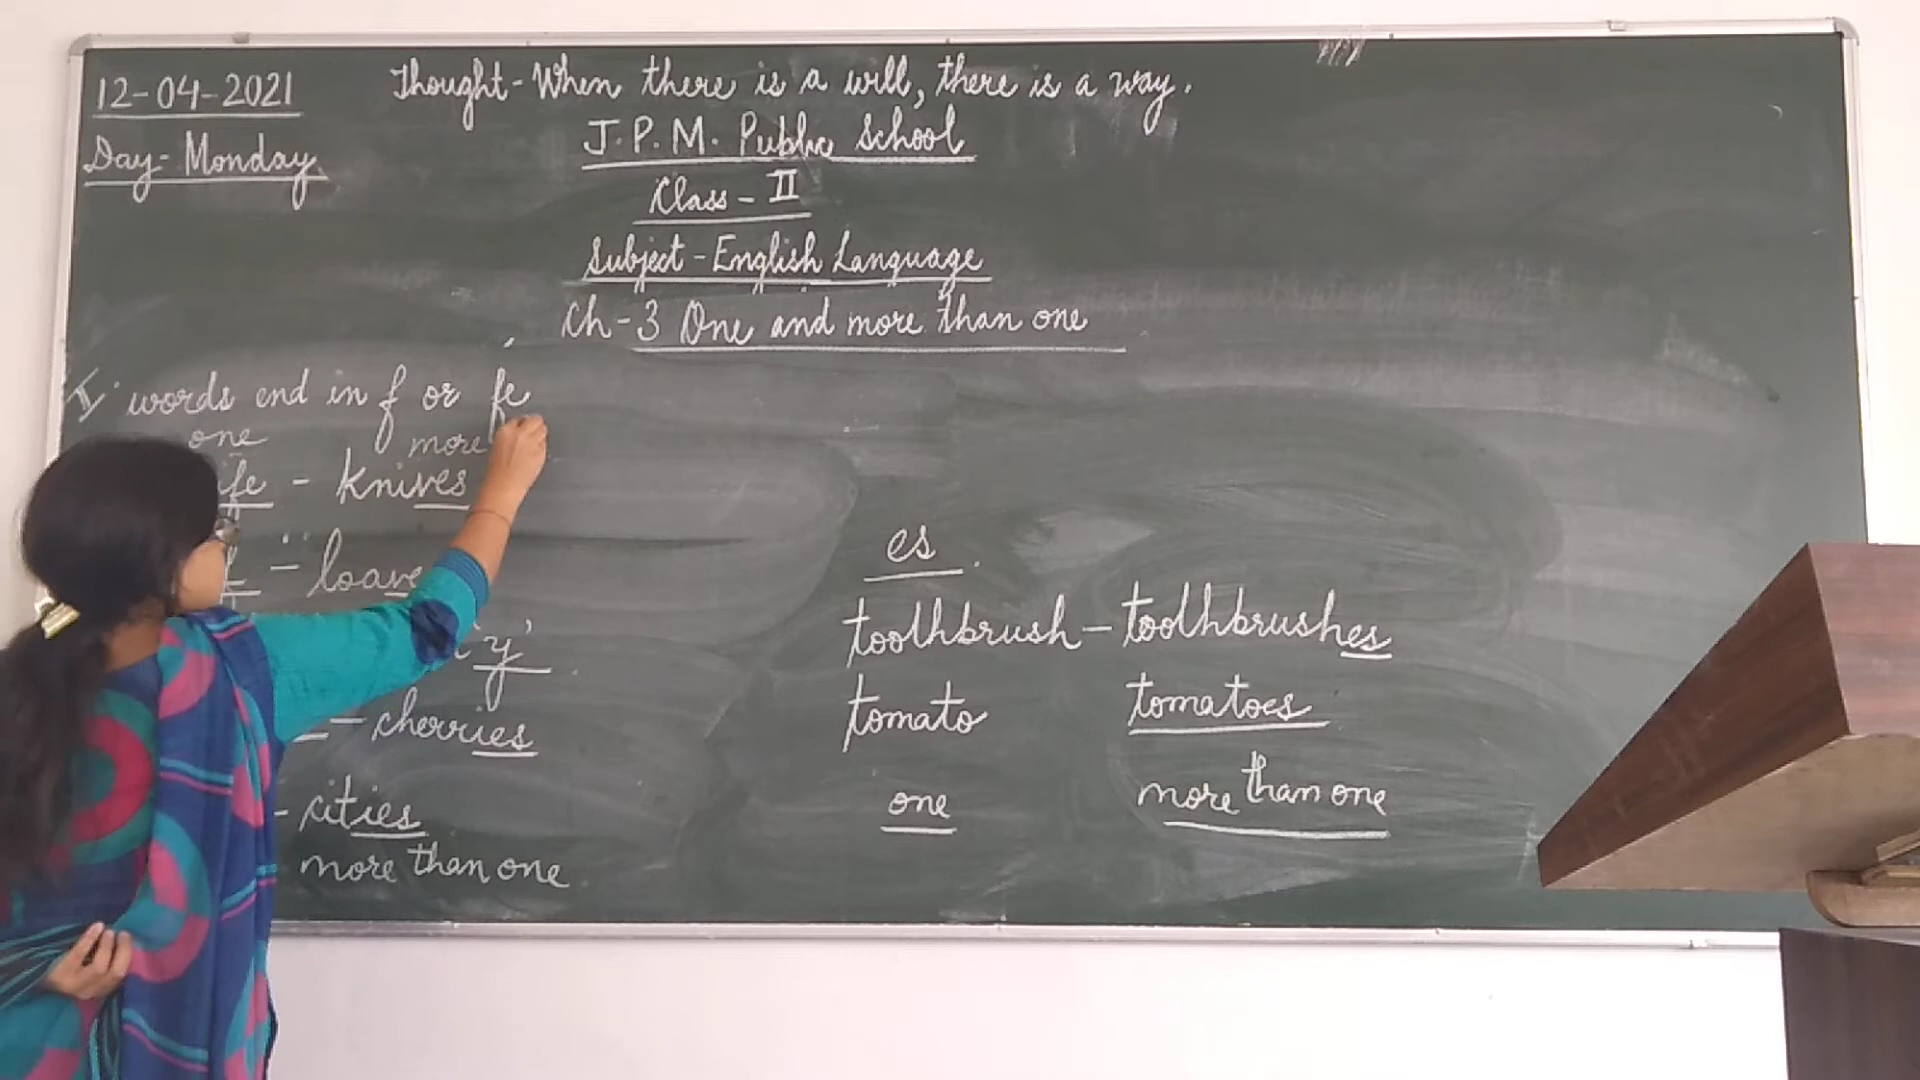 12-04-2021
Thought - When there is a will, there is a way.
Day - Monday
J.P.M. Public School
Class - II
Subject - English Language
Ch - 3 One and more than one
I. words end in f or fe
one more
ife - knives
- loave
'y'
- cherries
- cities
more than one
es
toothbrush - toothbrushes
tomato tomatoes
one more than one